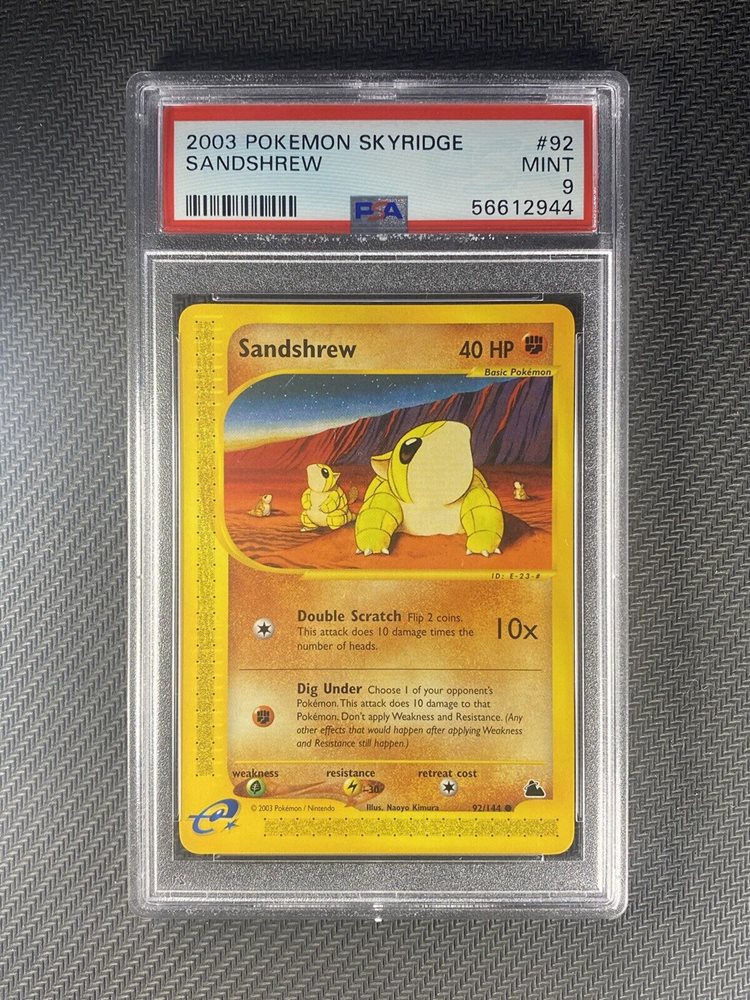 2003 POKEMON SKYRIDGE #92
SANDSHREW MINT
9
PSA 56612944
Sandshrew 40 HP
Basic Pokémon
ID: E-23-#
Double Scratch Flip 2 coins.
This attack does 10 damage times the
number of heads.
10x
Dig Under Choose 1 of your opponent's
Pokémon. This attack does 10 damage to that
Pokémon. Don't apply Weakness and Resistance. (Any
other effects that would happen after applying Weakness
and Resistance still happen.)
weakness resistance retreat cost
-30
© 2003 Pokémon / Nintendo Illus. Naoyo Kimura 92/144
e